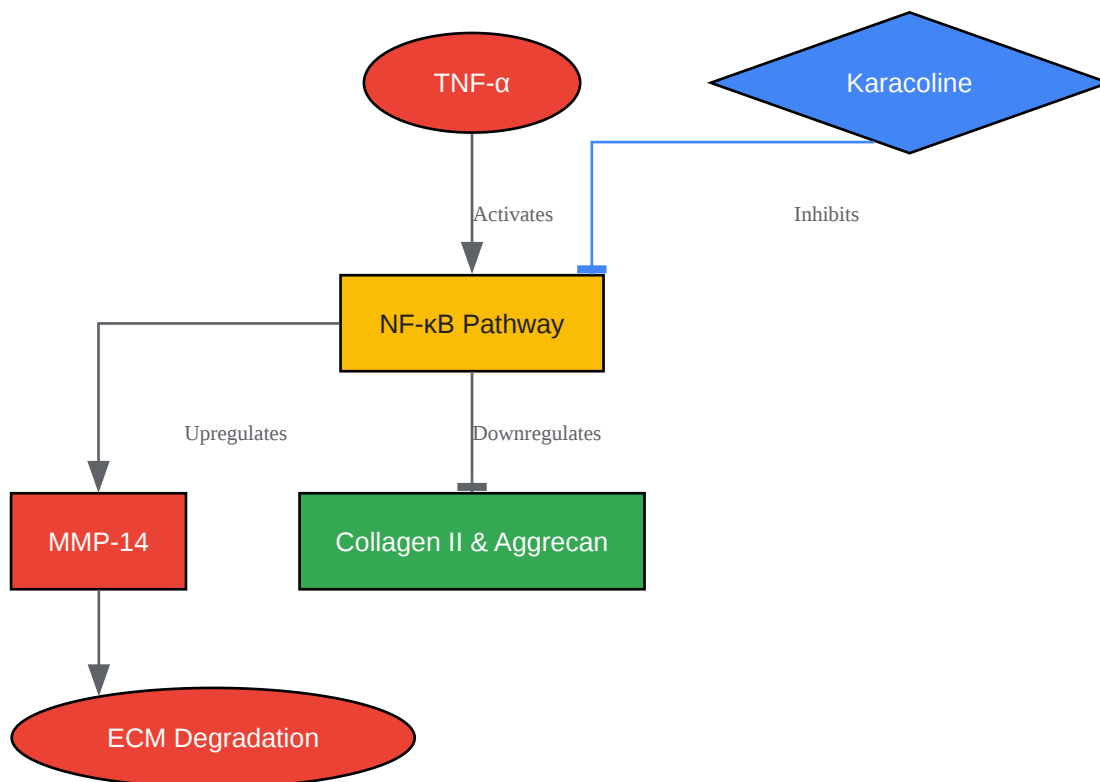 TNF-α
Karacoline
Activates
Inhibits
NF-κB Pathway
Upregulates
Downregulates
MMP-14
Collagen II & Aggrecan
ECM Degradation